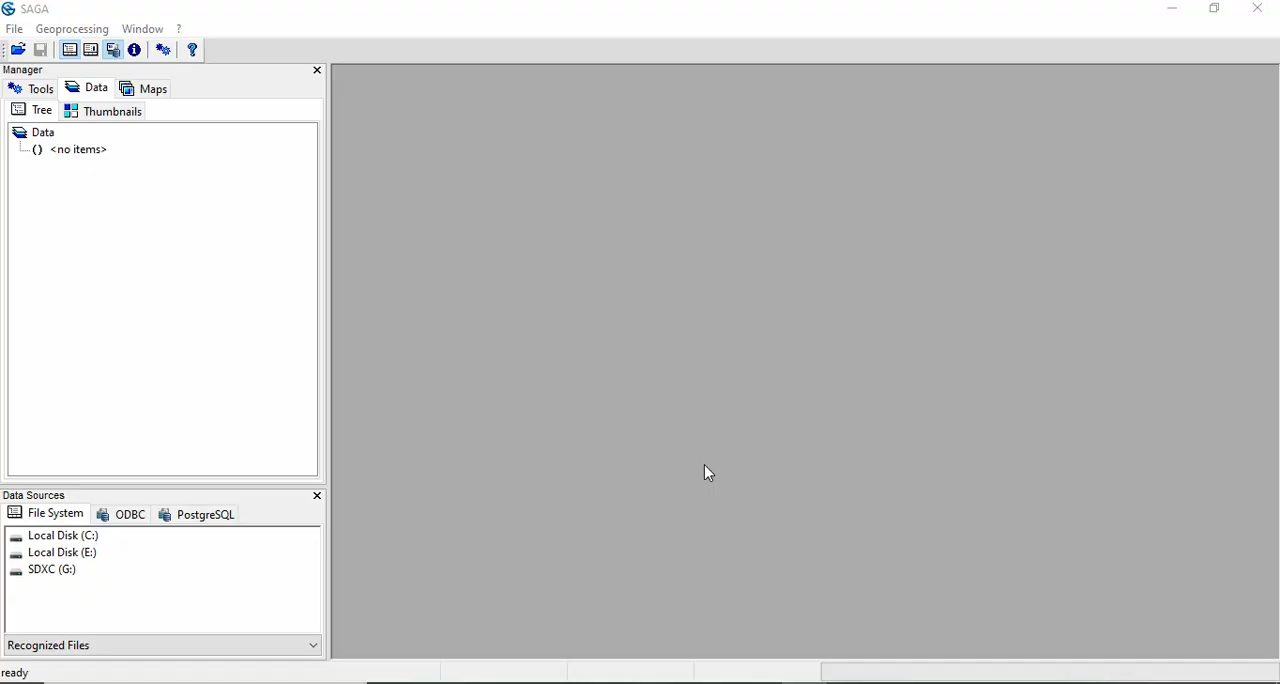 SAGA
File Geoprocessing Window ?
Manager
Tools Data Maps
Tree Thumbnails
Data
() <no items>
Data Sources
File System ODBC PostgreSQL
Local Disk (C:)
Local Disk (E:)
SDXC (G:)
Recognized Files
ready